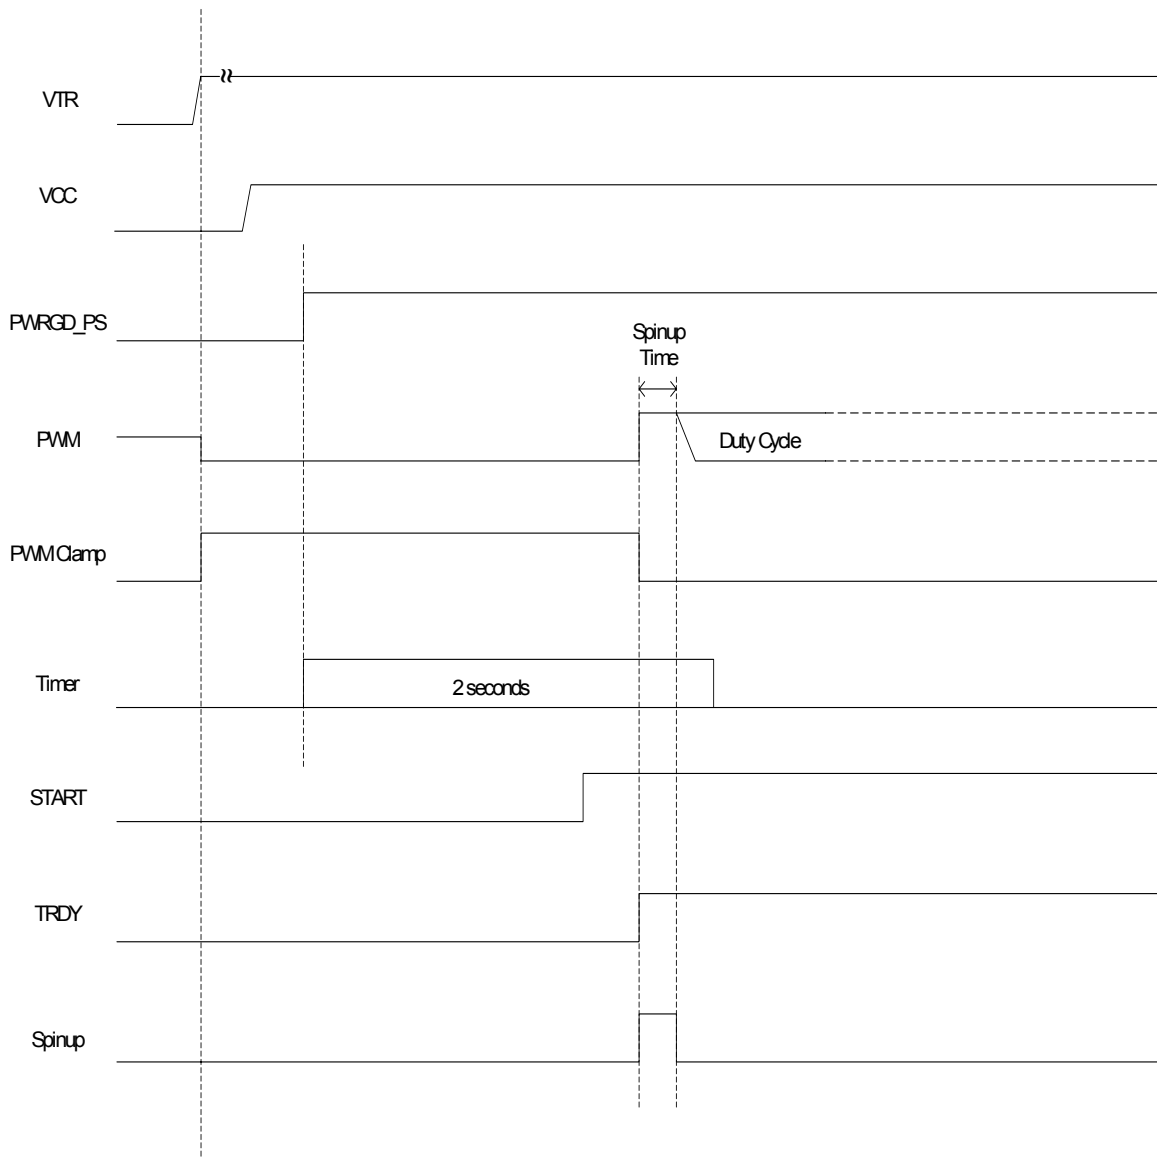 VTR
VCC
PWRGD_PS
Spinup
Time
PWM
Duty Cycle
PWM Clamp
Timer
2 seconds
START
TRDY
Spinup